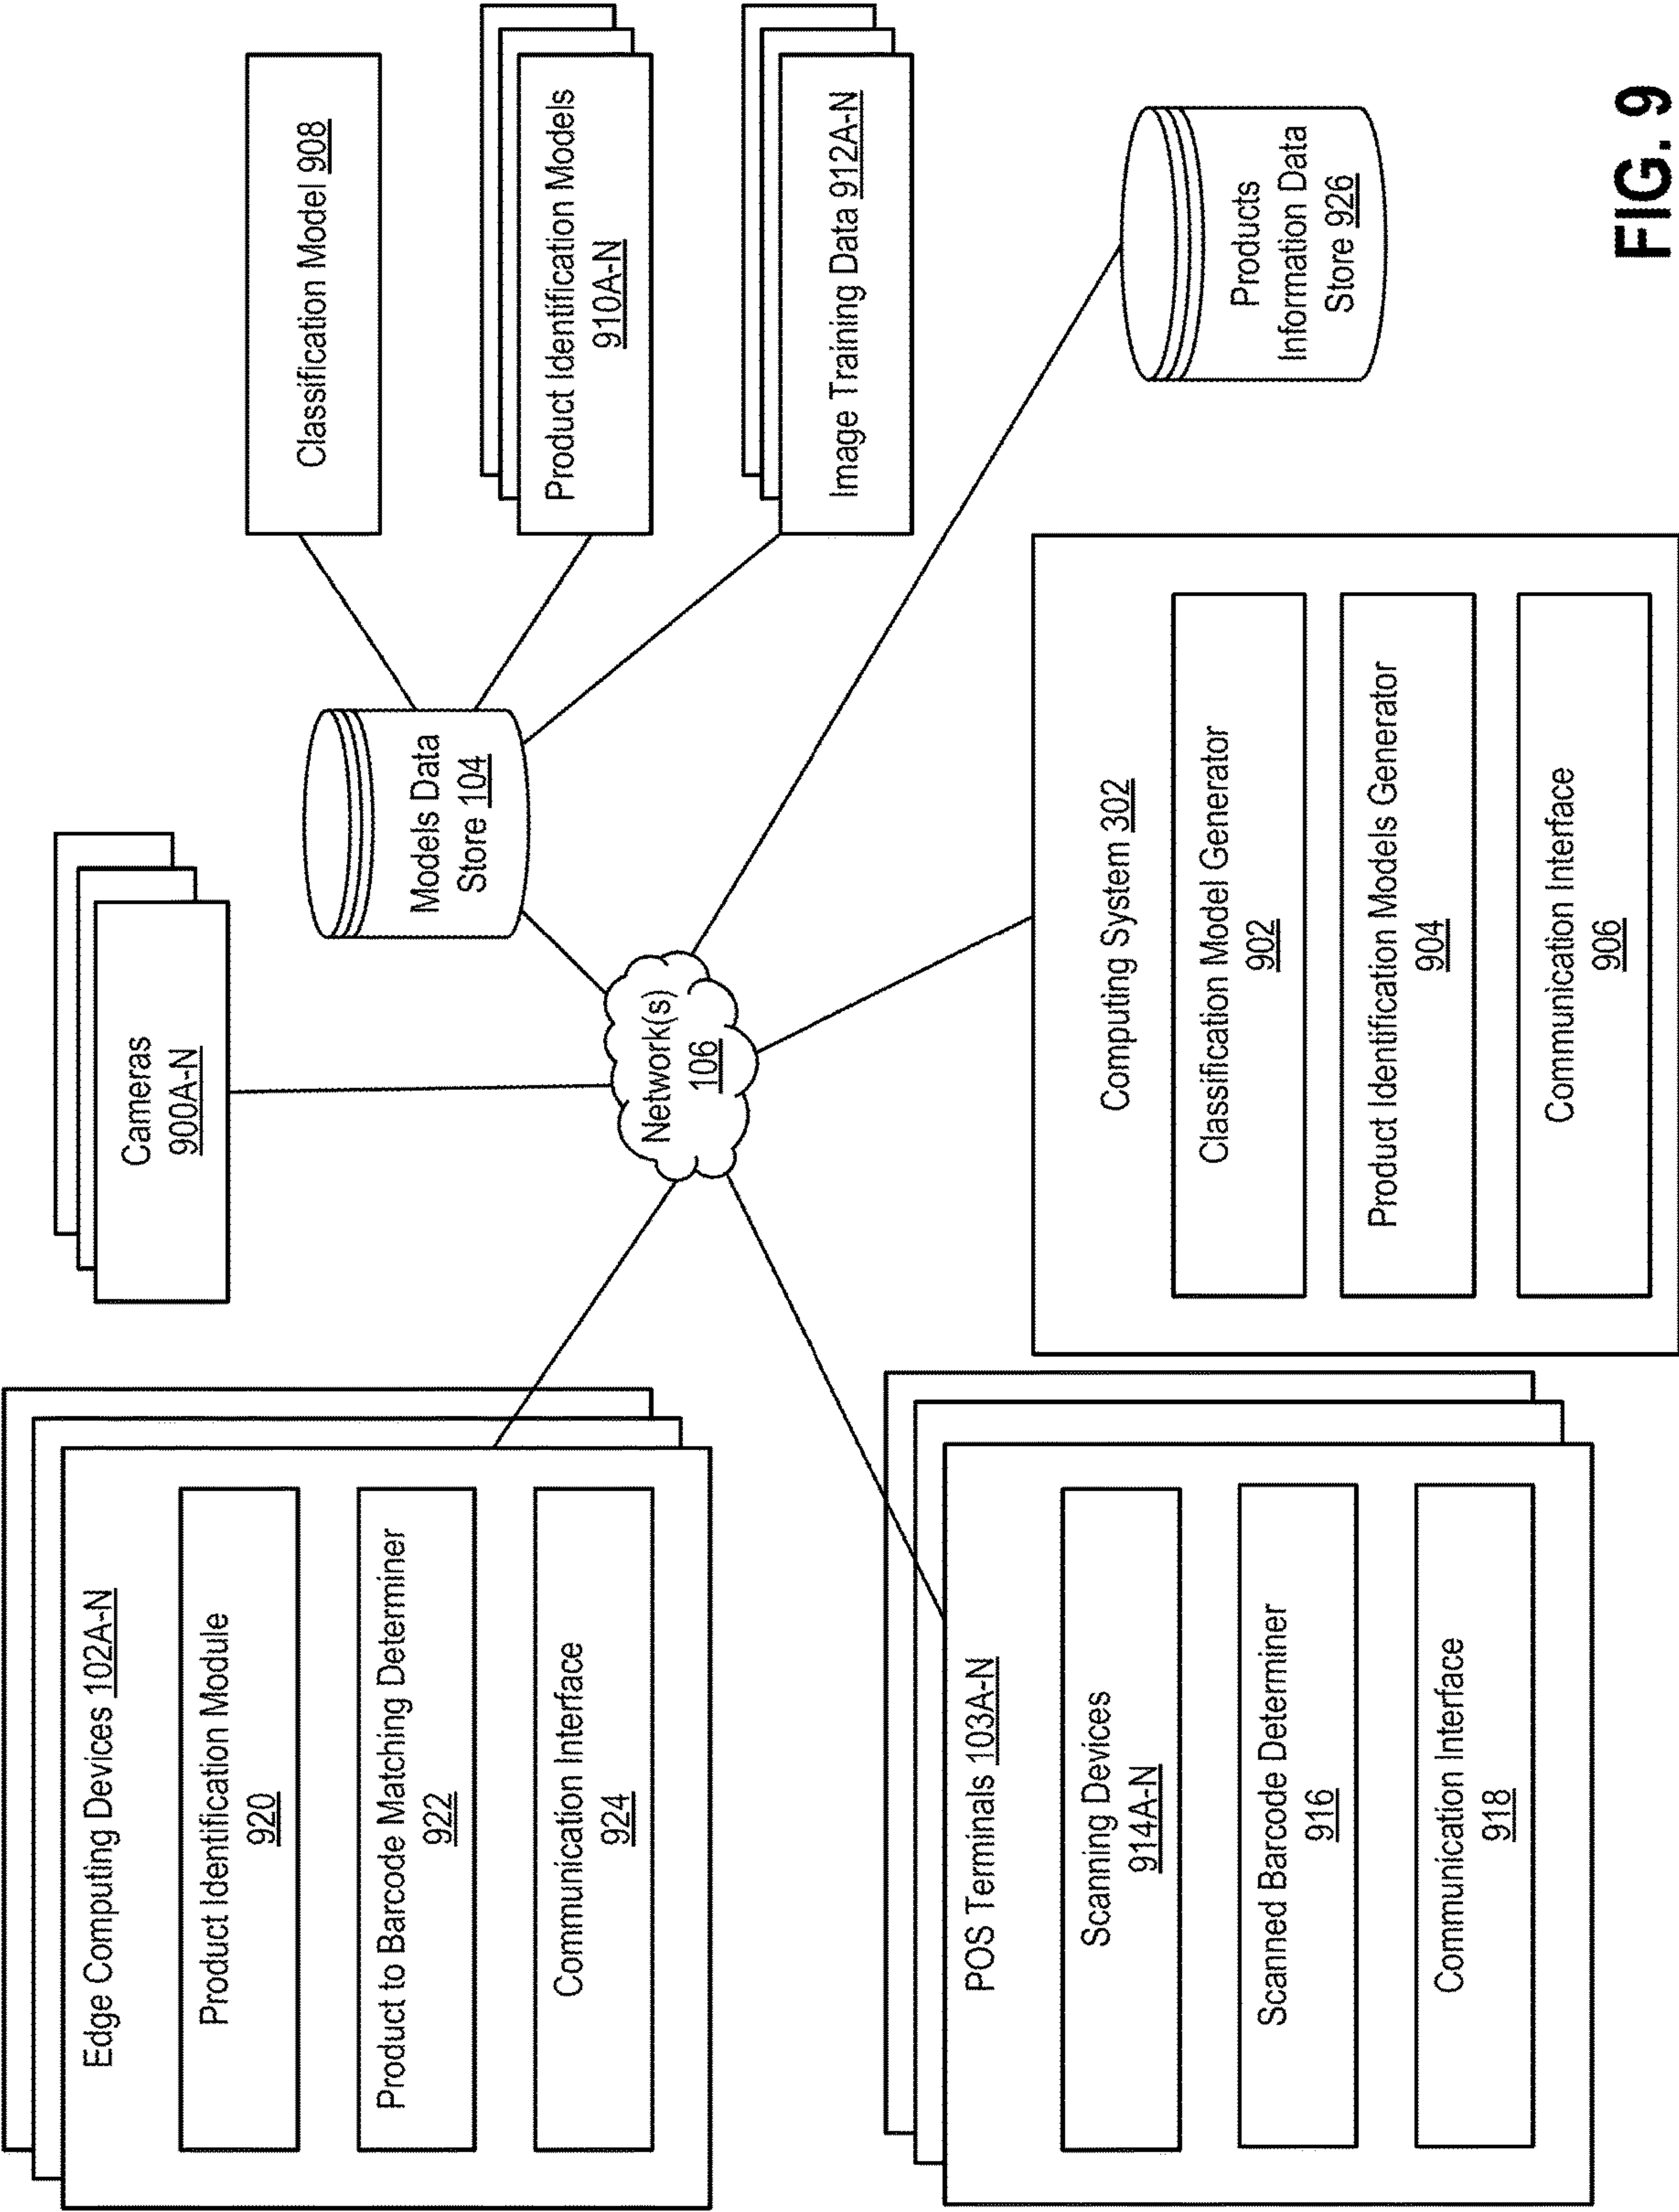 Edge Computing Devices 102A-N
Product Identification Module
920
Product to Barcode Matching Determiner
922
Communication Interface
924
Cameras
900A-N
Models Data
Store 104
Classification Model 908
Product Identification Models
910A-N
Image Training Data 912A-N
Network(s)
106
POS Terminals 103A-N
Scanning Devices
914A-N
Scanned Barcode Determiner
916
Communication Interface
918
Computing System 302
Classification Model Generator
902
Product Identification Models Generator
904
Communication Interface
906
Products
Information Data
Store 926
FIG. 9